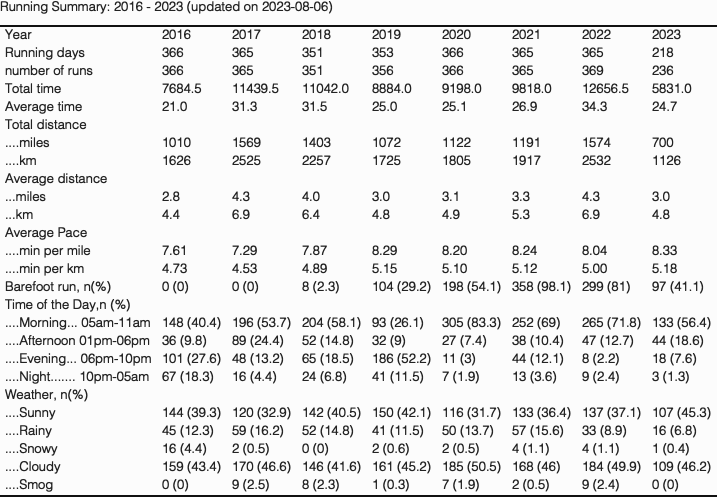 Running Summary: 2016 - 2023 (updated on 2023-08-06)
Year 2016 2017 2018 2019 2020 2021 2022 2023
Running days 366 365 351 353 366 365 365 218
number of runs 366 365 351 356 366 365 369 236
Total time 7684.5 11439.5 11042.0 8884.0 9198.0 9818.0 12656.5 5831.0
Average time 21.0 31.3 31.5 25.0 25.1 26.9 34.3 24.7
Total distance
....miles 1010 1569 1403 1072 1122 1191 1574 700
....km 1626 2525 2257 1725 1805 1917 2532 1126
Average distance
...miles 2.8 4.3 4.0 3.0 3.1 3.3 4.3 3.0
...km 4.4 6.9 6.4 4.8 4.9 5.3 6.9 4.8
Average Pace
....min per mile 7.61 7.29 7.87 8.29 8.20 8.24 8.04 8.33
....min per km 4.73 4.53 4.89 5.15 5.10 5.12 5.00 5.18
Barefoot run, n(%) 0 (0) 0 (0) 8 (2.3) 104 (29.2) 198 (54.1) 358 (98.1) 299 (81) 97 (41.1)
Time of the Day,n (%)
....Morning... 05am-11am 148 (40.4) 196 (53.7) 204 (58.1) 93 (26.1) 305 (83.3) 252 (69) 265 (71.8) 133 (56.4)
....Afternoon 01pm-06pm 36 (9.8) 89 (24.4) 52 (14.8) 32 (9) 27 (7.4) 38 (10.4) 47 (12.7) 44 (18.6)
....Evening... 06pm-10pm 101 (27.6) 48 (13.2) 65 (18.5) 186 (52.2) 11 (3) 44 (12.1) 8 (2.2) 18 (7.6)
....Night....... 10pm-05am 67 (18.3) 16 (4.4) 24 (6.8) 41 (11.5) 7 (1.9) 13 (3.6) 9 (2.4) 3 (1.3)
Weather, n(%)
....Sunny 144 (39.3) 120 (32.9) 142 (40.5) 150 (42.1) 116 (31.7) 133 (36.4) 137 (37.1) 107 (45.3)
....Rainy 45 (12.3) 59 (16.2) 52 (14.8) 41 (11.5) 50 (13.7) 57 (15.6) 33 (8.9) 16 (6.8)
....Snowy 16 (4.4) 2 (0.5) 0 (0) 2 (0.6) 2 (0.5) 4 (1.1) 4 (1.1) 1 (0.4)
....Cloudy 159 (43.4) 170 (46.6) 146 (41.6) 161 (45.2) 185 (50.5) 168 (46) 184 (49.9) 109 (46.2)
....Smog 0 (0) 9 (2.5) 8 (2.3) 1 (0.3) 7 (1.9) 2 (0.5) 9 (2.4) 0 (0)